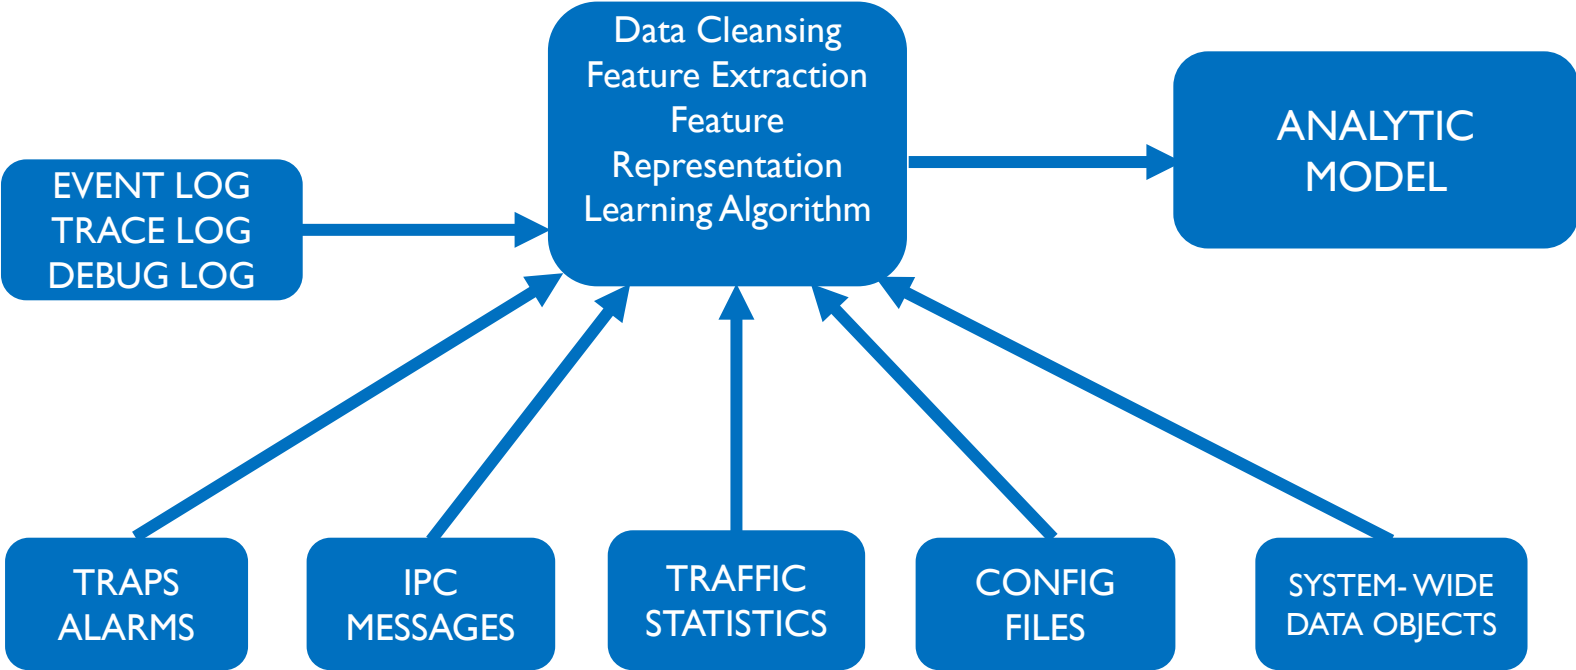 Data Cleansing
Feature Extraction
Feature
Representation
Learning Algorithm
ANALYTIC
MODEL
EVENT LOG
TRACE LOG
DEBUG LOG
TRAPS
ALARMS
IPC
MESSAGES
TRAFFIC
STATISTICS
CONFIG
FILES
SYSTEM- WIDE
DATA OBJECTS